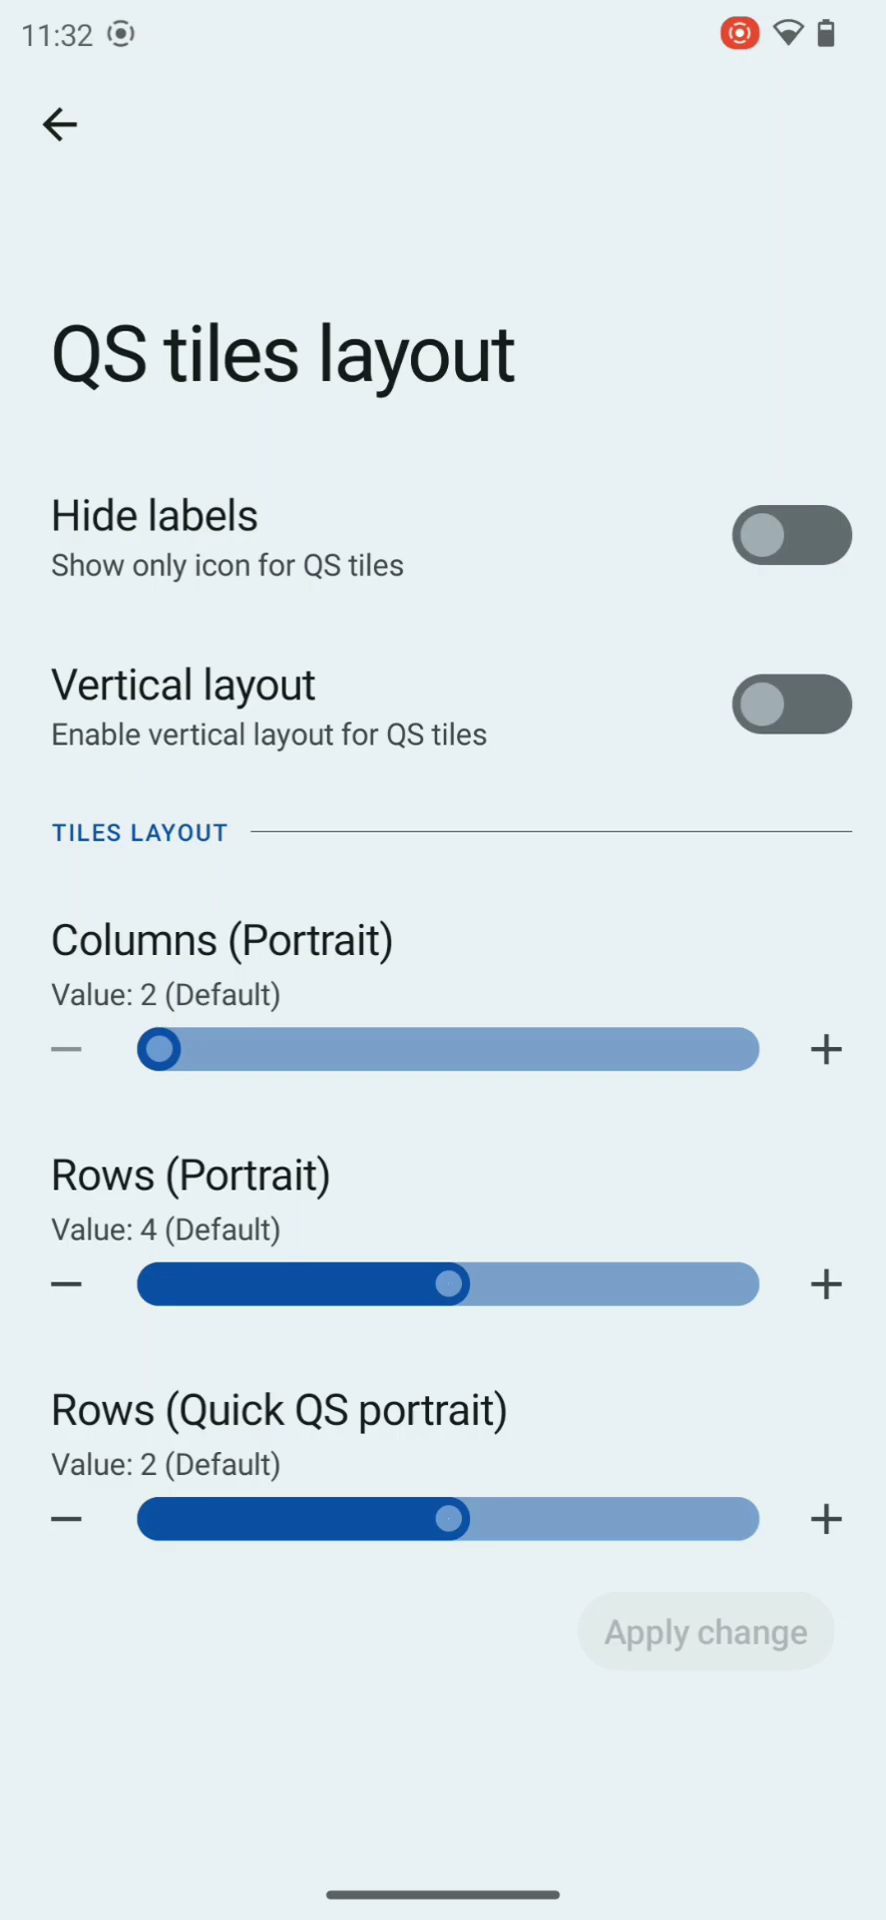 11:32
QS tiles layout
Hide labels
Show only icon for QS tiles
Vertical layout
Enable vertical layout for QS tiles
TILES LAYOUT
Columns (Portrait)
Value: 2 (Default)
Rows (Portrait)
Value: 4 (Default)
Rows (Quick QS portrait)
Value: 2 (Default)
Apply change